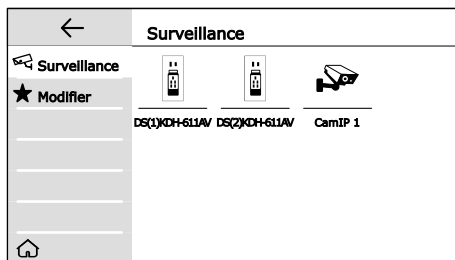 Surveillance
Surveillance
Modifier
DS(1)KDH-611AV DS(2)KDH-611AV CamIP 1